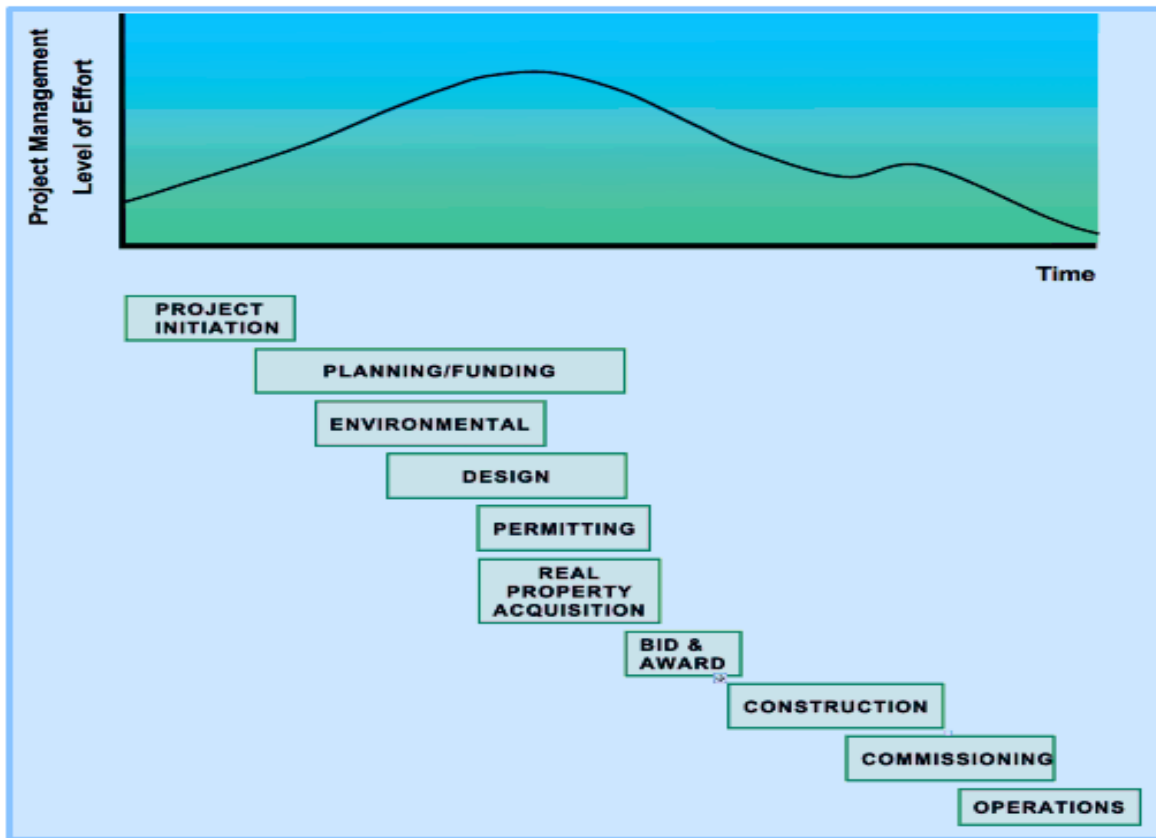 Project Management
Level of Effort
Time
PROJECT
INITIATION
PLANNING/FUNDING
ENVIRONMENTAL
DESIGN
PERMITTING
REAL
PROPERTY
ACQUISITION
BID &
AWARD
CONSTRUCTION
COMMISSIONING
OPERATIONS